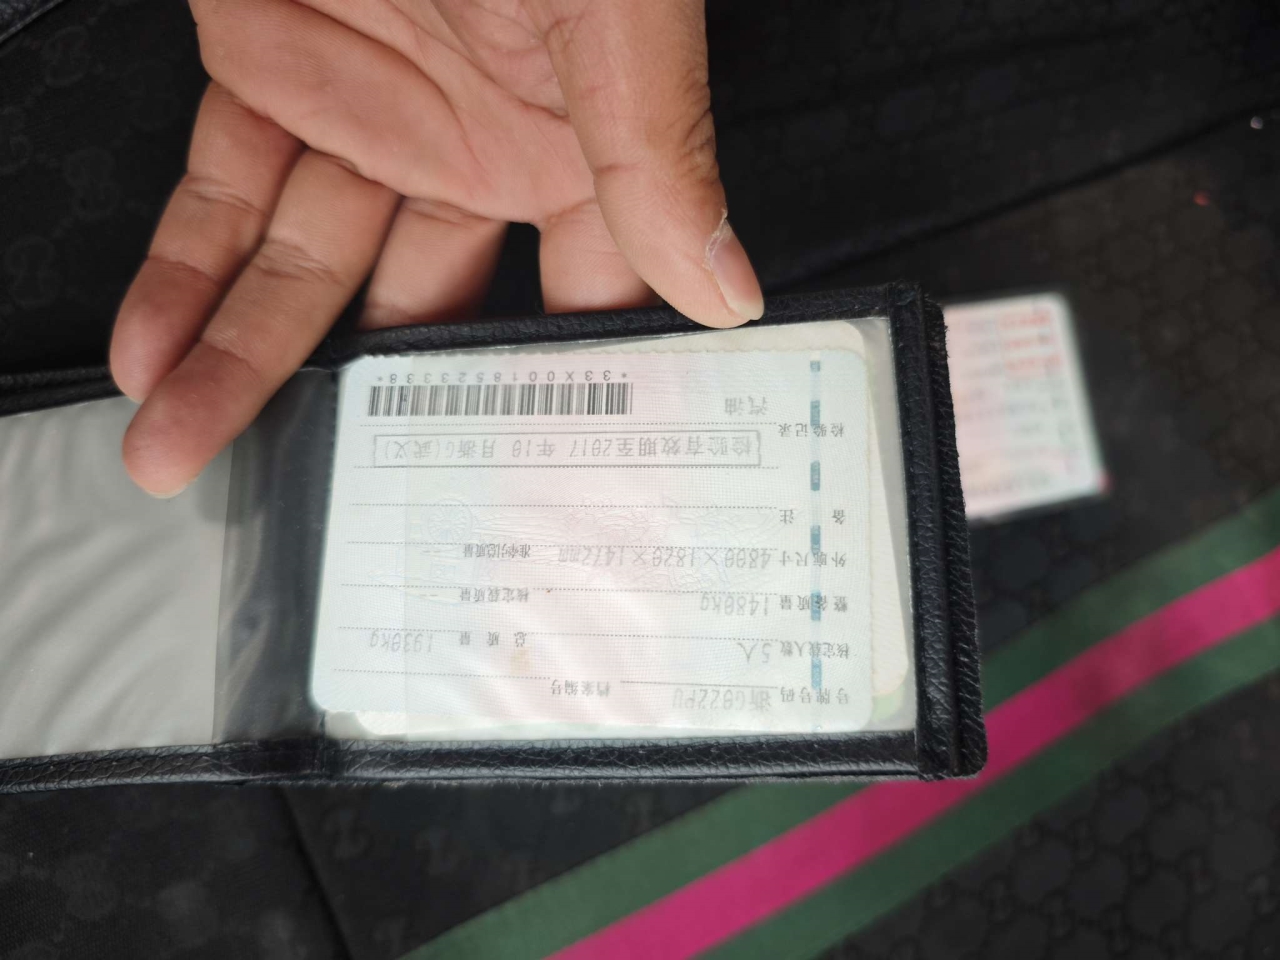 号牌号码 浙G022PU 档案编号
核定载人数 5人 总质量 1930kg
整备质量 1480kg 核定载质量 --
外廓尺寸 4800×1820×1472mm 准牵引总质量 --
备注
检验有效期至2017年10月浙G(武义)
检验记录
汽油
*33X0018523338*